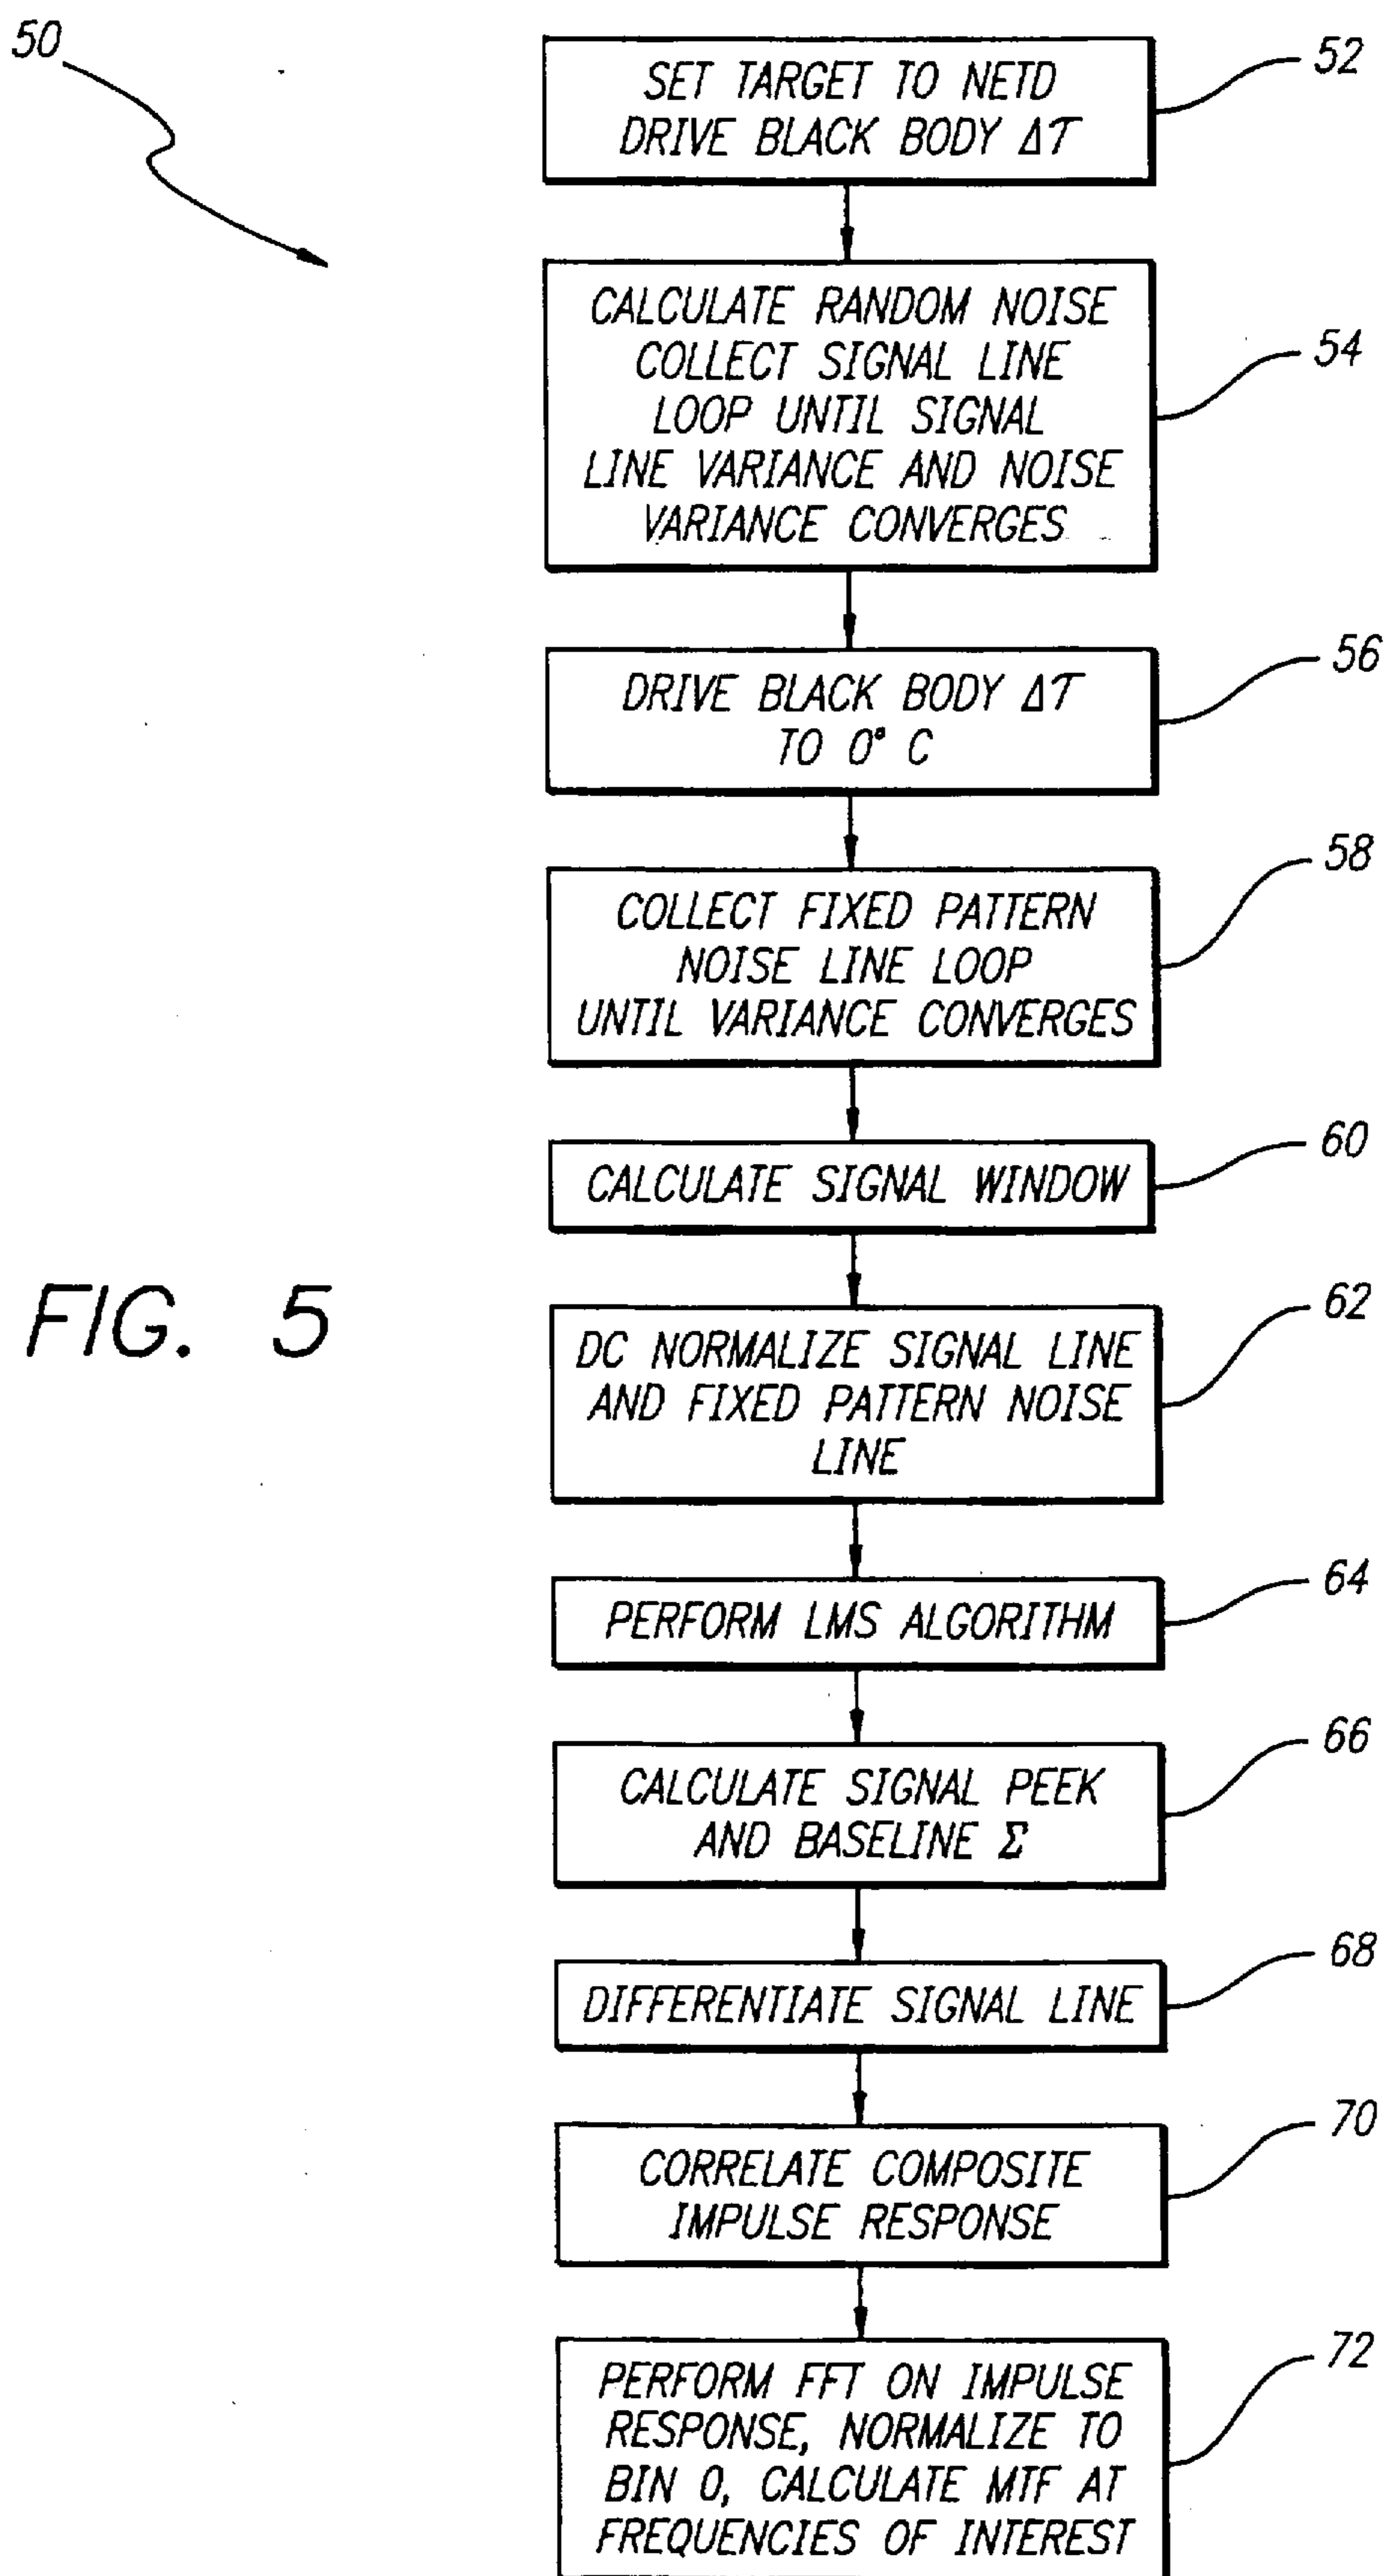 50
SET TARGET TO NETD
DRIVE BLACK BODY ΔT
52
CALCULATE RANDOM NOISE
COLLECT SIGNAL LINE
LOOP UNTIL SIGNAL
LINE VARIANCE AND NOISE
VARIANCE CONVERGES
54
DRIVE BLACK BODY ΔT
TO 0° C
56
COLLECT FIXED PATTERN
NOISE LINE LOOP
UNTIL VARIANCE CONVERGES
58
CALCULATE SIGNAL WINDOW
60
FIG. 5
DC NORMALIZE SIGNAL LINE
AND FIXED PATTERN NOISE
LINE
62
PERFORM LMS ALGORITHM
64
CALCULATE SIGNAL PEEK
AND BASELINE Σ
66
DIFFERENTIATE SIGNAL LINE
68
CORRELATE COMPOSITE
IMPULSE RESPONSE
70
PERFORM FFT ON IMPULSE
RESPONSE, NORMALIZE TO
BIN 0, CALCULATE MTF AT
FREQUENCIES OF INTEREST
72